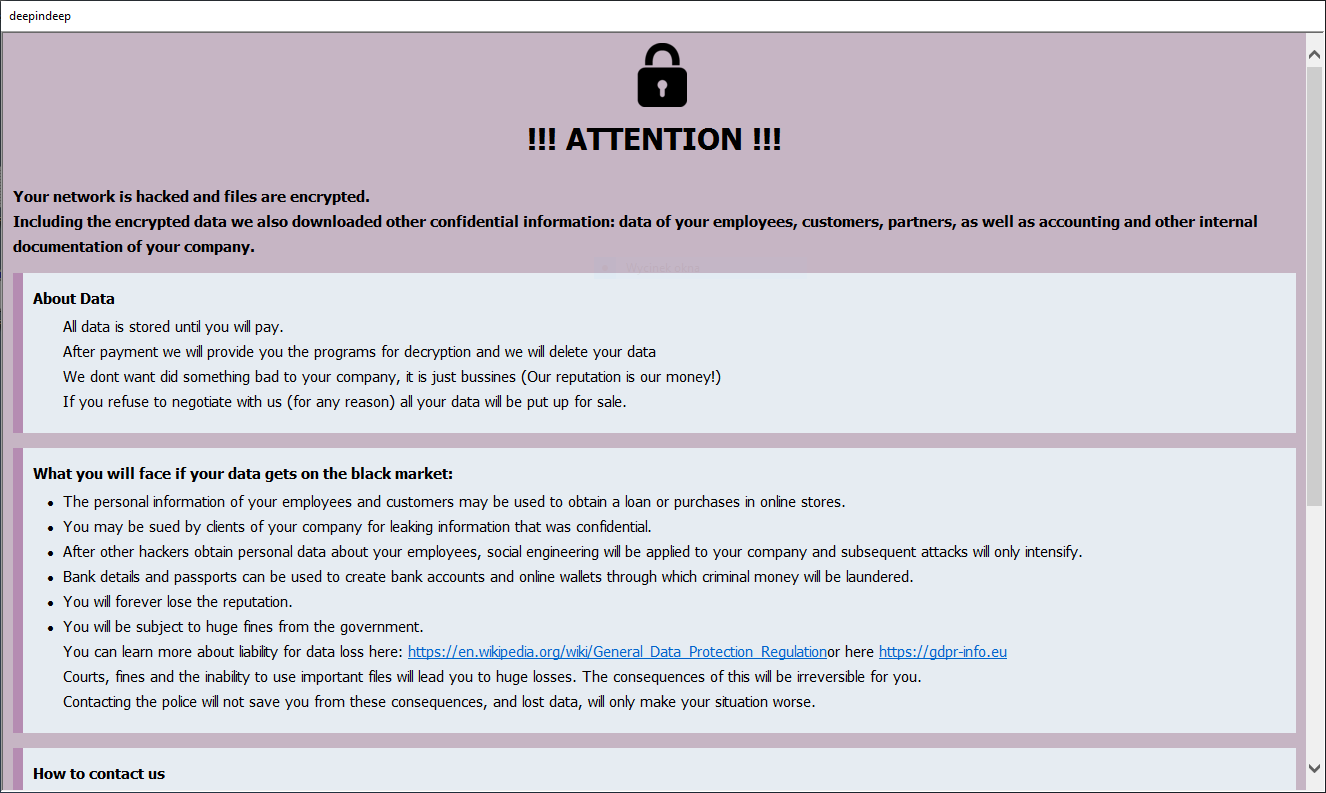 deepindeep
!!! ATTENTION !!!
Your network is hacked and files are encrypted.
Including the encrypted data we also downloaded other confidential information: data of your employees, customers, partners, as well as accounting and other internal
documentation of your company.
About Data
All data is stored until you will pay.
After payment we will provide you the programs for decryption and we will delete your data
We dont want did something bad to your company, it is just bussines (Our reputation is our money!)
If you refuse to negotiate with us (for any reason) all your data will be put up for sale.
What you will face if your data gets on the black market:
• The personal information of your employees and customers may be used to obtain a loan or purchases in online stores.
• You may be sued by clients of your company for leaking information that was confidential.
• After other hackers obtain personal data about your employees, social engineering will be applied to your company and subsequent attacks will only intensify.
• Bank details and passports can be used to create bank accounts and online wallets through which criminal money will be laundered.
• You will forever lose the reputation.
• You will be subject to huge fines from the government.
You can learn more about liability for data loss here: https://en.wikipedia.org/wiki/General_Data_Protection_Regulationor here https://gdpr-info.eu
Courts, fines and the inability to use important files will lead you to huge losses. The consequences of this will be irreversible for you.
Contacting the police will not save you from these consequences, and lost data, will only make your situation worse.
How to contact us